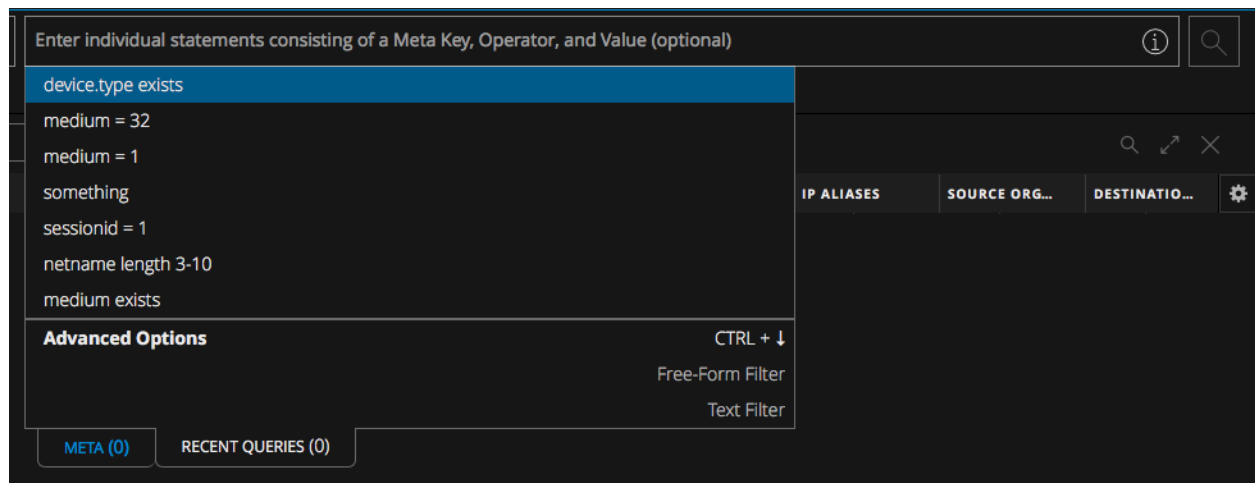 Enter individual statements consisting of a Meta Key, Operator, and Value (optional)
device.type exists
medium = 32
medium = 1
something
sessionid = 1
netname length 3-10
medium exists
IP ALIASES
SOURCE ORG...
DESTINATIO...
Advanced Options
CTRL + ↓
Free-Form Filter
Text Filter
META (0)
RECENT QUERIES (0)